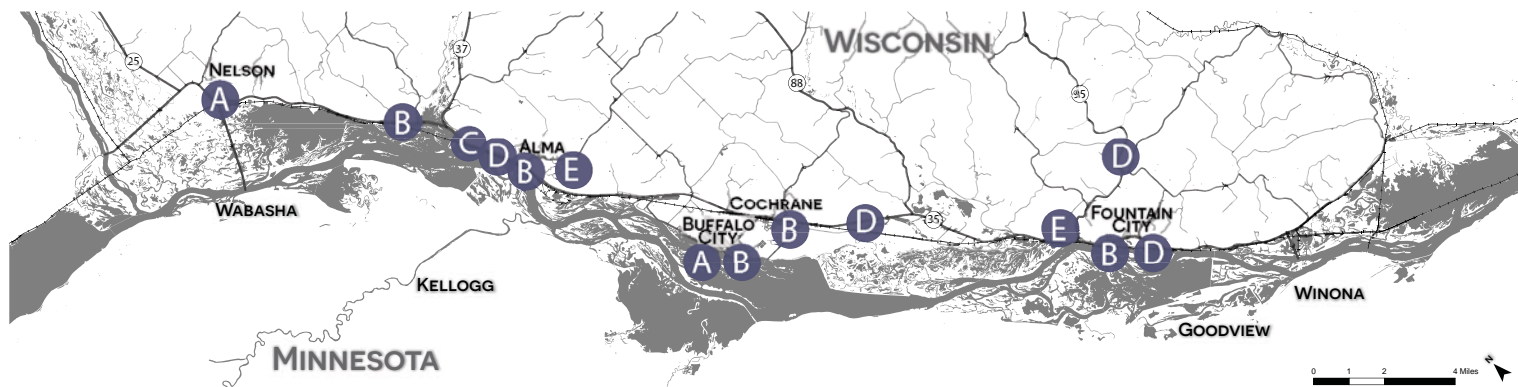 WISCONSIN
37
25
NELSON
88
85
A
B
C
D
ALMA
B
E
D
WABASHA
COCHRANE
FOUNTAIN
CITY
BUFFALO
CITY
B
D
35
E
A
B
B
D
KELLOGG
WINONA
GOODVIEW
MINNESOTA
N
0 1 2 4 Miles